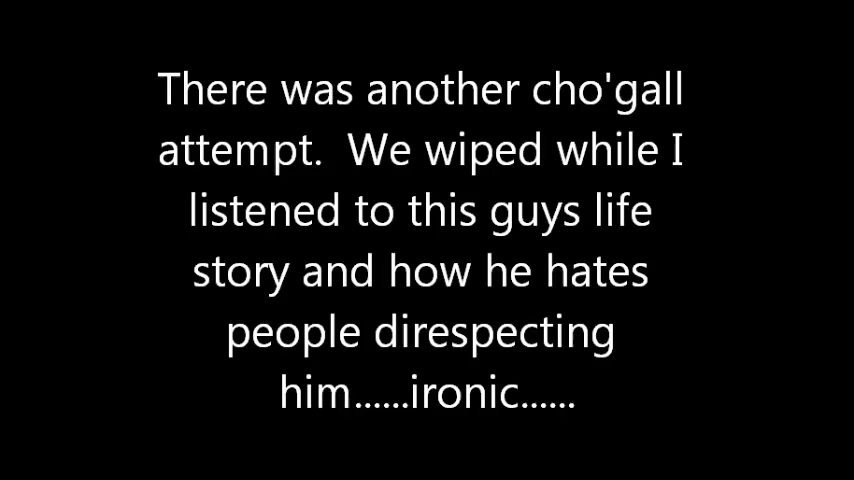 There was another cho'gall
attempt.  We wiped while I
listened to this guys life
story and how he hates
people direspecting
him......ironic......